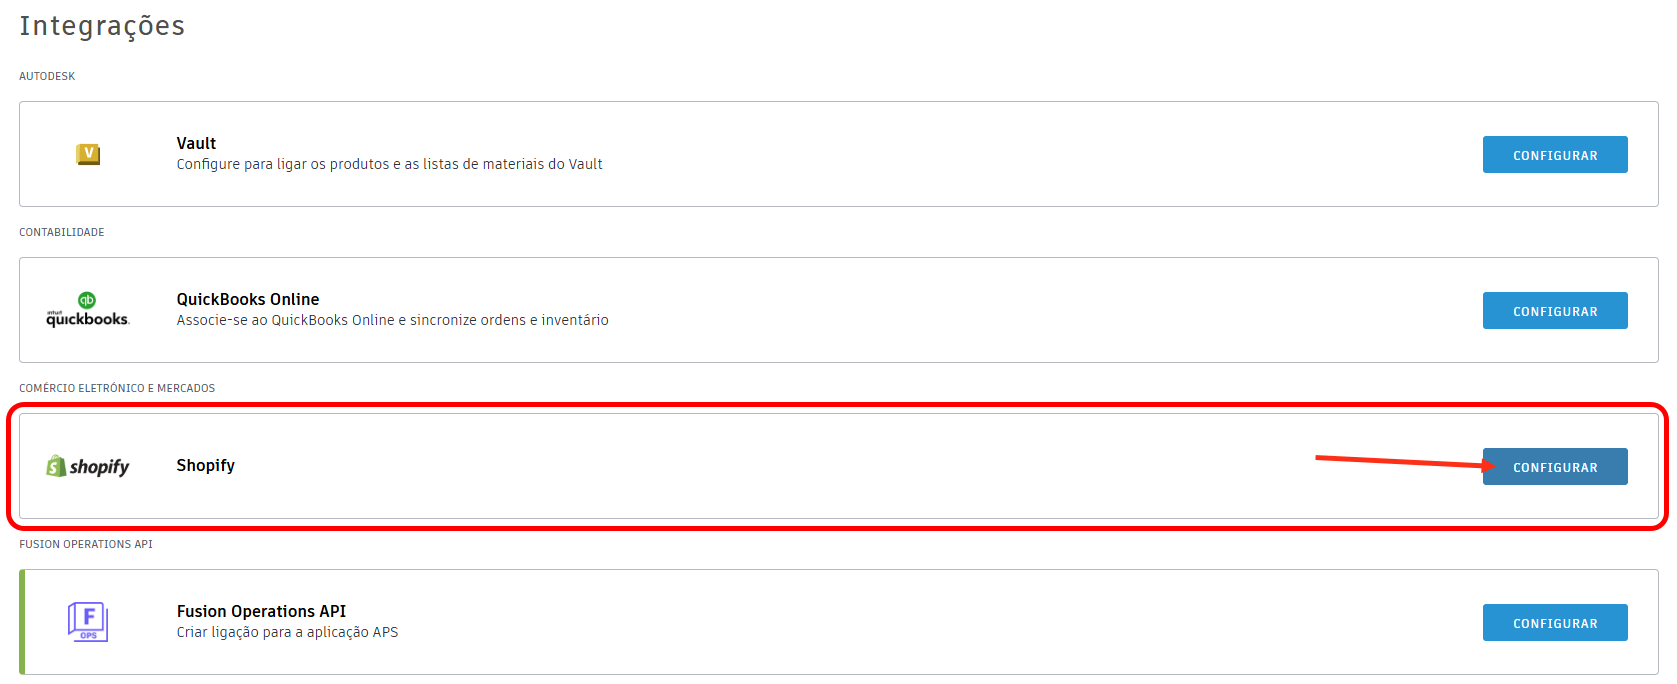 Integrações
AUTODESK
V
Vault
Configure para ligar os produtos e as listas de materiais do Vault
CONFIGURAR
CONTABILIDADE
qb
intuit
quickbooks.
QuickBooks Online
Associe-se ao QuickBooks Online e sincronize ordens e inventário
CONFIGURAR
COMÉRCIO ELETRÓNICO E MERCADOS
S
shopify
Shopify
CONFIGURAR
FUSION OPERATIONS API
F
OPS
Fusion Operations API
Criar ligação para a aplicação APS
CONFIGURAR